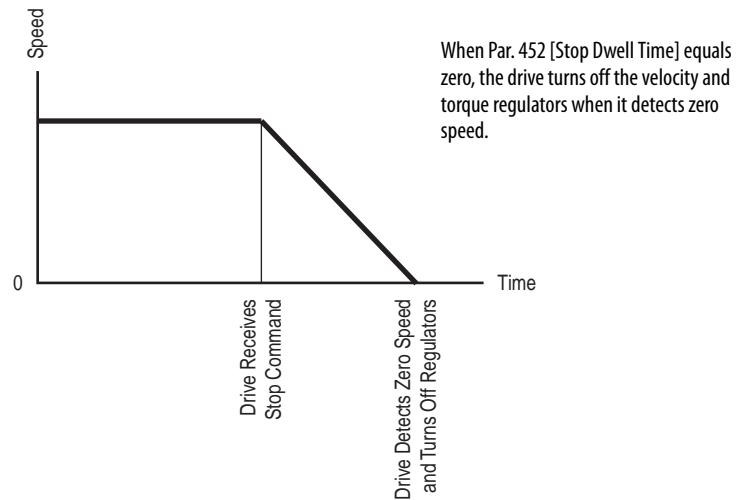 Speed
When Par. 452 [Stop Dwell Time] equals
zero, the drive turns off the velocity and
torque regulators when it detects zero
speed.
0
Time
Drive Receives
Stop Command
Drive Detects Zero Speed
and Turns Off Regulators